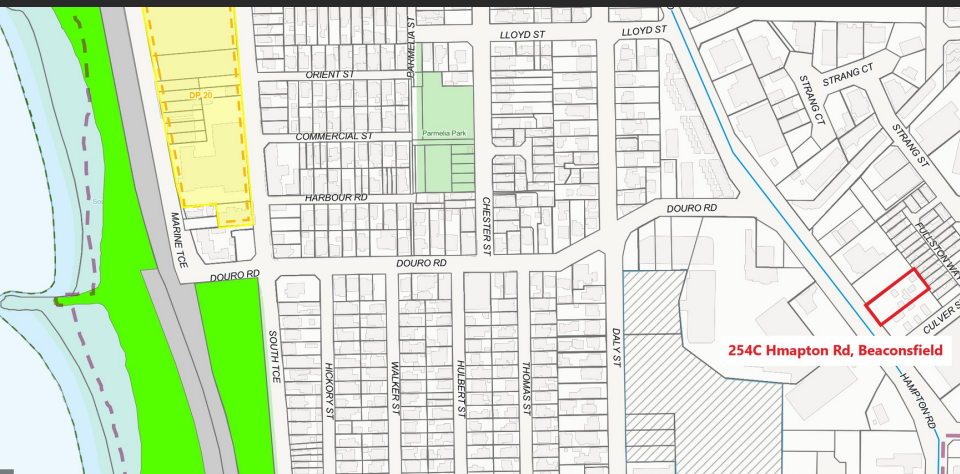 LLOYD ST
LLOYD ST
PARMELIA ST
ORIENT ST
STRANG CT
STRANG CT
DP 20
Parmelia Park
COMMERCIAL ST
STRANG ST
HARBOUR RD
CHESTER ST
DOURO RD
MARINE TCE
FULLSTON WAY
DOURO RD
DOURO RD
CULVER S
SOUTH TCE
HICKORY ST
WALKER ST
HULBERT ST
THOMAS ST
DALY ST
254C Hmapton Rd, Beaconsfield
HAMPTON RD